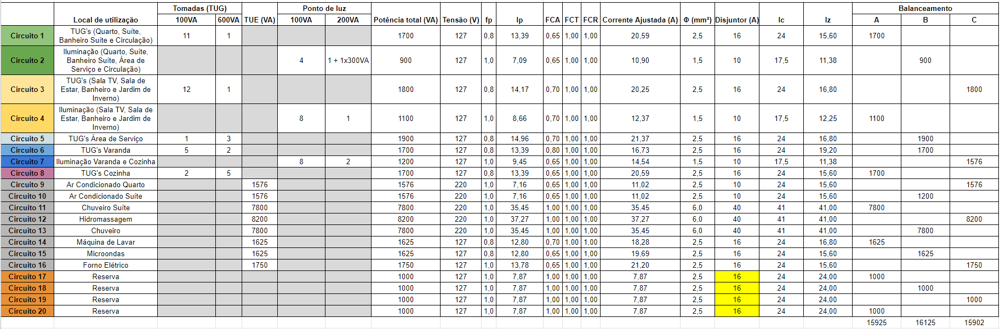 Tomadas (TUG) Ponto de luz Balanceamento
Local de utilização 100VA 600VA TUE (VA) 100VA 200VA Potência total (VA) Tensão (V) fp Ip FCA FCT FCR Corrente Ajustada (A) Φ (mm²) Disjuntor (A) Ic Iz A B C
Circuito 1 TUG's (Quarto, Suíte,
Banheiro Suíte e Circulação) 11 1 1700 127 0,8 13,39 0,65 1,00 1,00 20,59 2,5 16 24 15,60 1700
Circuito 2 Iluminação (Quarto, Suíte,
Banheiro Suíte, Área de
Serviço e Circulação) 4 1 + 1x300VA 900 127 1,0 7,09 0,65 1,00 1,00 10,90 1,5 10 17,5 11,38 900
Circuito 3 TUG's (Sala TV, Sala de
Estar, Banheiro e Jardim de
Inverno) 12 1 1800 127 0,8 14,17 0,70 1,00 1,00 20,25 2,5 16 24 16,80 1800
Circuito 4 Iluminação (Sala TV, Sala de
Estar, Banheiro e Jardim de
Inverno) 8 1 1100 127 1,0 8,66 0,70 1,00 1,00 12,37 1,5 10 17,5 12,25 1100
Circuito 5 TUG's Área de Serviço 1 3 1900 127 0,8 14,96 0,70 1,00 1,00 21,37 2,5 16 24 16,80 1900
Circuito 6 TUG's Varanda 5 2 1700 127 0,8 13,39 0,80 1,00 1,00 16,73 2,5 16 24 19,20 1700
Circuito 7 Iluminação Varanda e Cozinha 8 2 1200 127 1,0 9,45 0,65 1,00 1,00 14,54 1,5 10 17,5 11,38 1576
Circuito 8 TUG's Cozinha 2 5 1700 127 0,8 13,39 0,65 1,00 1,00 20,59 2,5 16 24 15,60 1700
Circuito 9 Ar Condicionado Quarto 1576 1576 220 1,0 7,16 0,65 1,00 1,00 11,02 2,5 10 24 15,60 1576
Circuito 10 Ar Condicionado Suíte 1576 1576 220 1,0 7,16 0,65 1,00 1,00 11,02 2,5 10 24 15,60 1200
Circuito 11 Chuveiro Suíte 7800 7800 220 1,0 35,45 1,00 1,00 1,00 35,45 6,0 40 41 41,00 7800
Circuito 12 Hidromassagem 8200 8200 220 1,0 37,27 1,00 1,00 1,00 37,27 6,0 40 41 41,00 8200
Circuito 13 Chuveiro 7800 7800 220 1,0 35,45 1,00 1,00 1,00 35,45 6,0 40 41 41,00 7800
Circuito 14 Máquina de Lavar 1625 1625 127 0,8 12,80 0,70 1,00 1,00 18,28 2,5 16 24 16,80 1625
Circuito 15 Microondas 1625 1625 127 0,8 12,80 0,65 1,00 1,00 19,69 2,5 16 24 15,60 1625
Circuito 16 Forno Elétrico 1750 1750 127 1,0 13,78 0,65 1,00 1,00 21,20 2,5 16 24 15,60 1750
Circuito 17 Reserva 1000 127 1,0 7,87 1,00 1,00 1,00 7,87 2,5 16 24 24,00 1000
Circuito 18 Reserva 1000 127 1,0 7,87 1,00 1,00 1,00 7,87 2,5 16 24 24,00 1000
Circuito 19 Reserva 1000 127 1,0 7,87 1,00 1,00 1,00 7,87 2,5 16 24 24,00 1000
Circuito 20 Reserva 1000 127 1,0 7,87 1,00 1,00 1,00 7,87 2,5 16 24 24,00 1000
15925 16125 15902